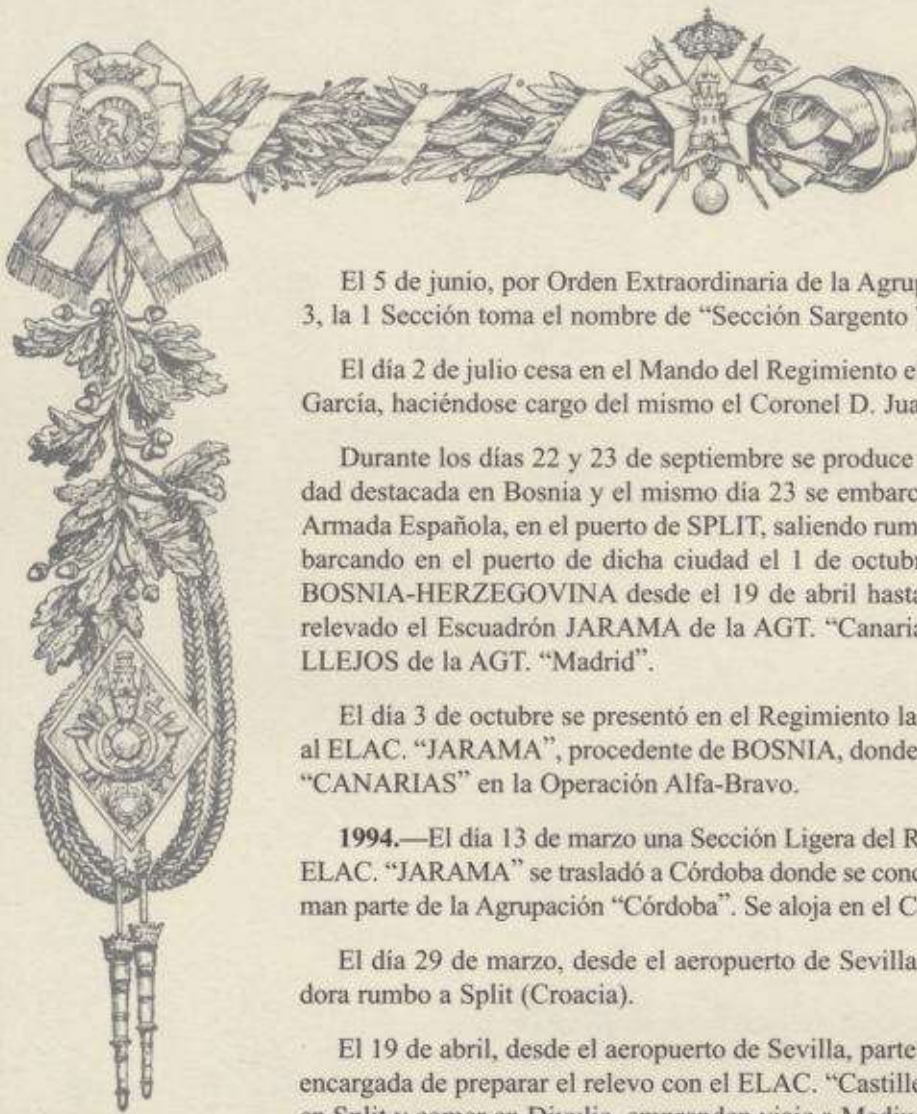 El 5 de junio, por Orden Extraordinaria de la Agrup
3, la 1 Sección toma el nombre de “Sección Sargento
El día 2 de julio cesa en el Mando del Regimiento e
García, haciéndose cargo del mismo el Coronel D. Jua
Durante los días 22 y 23 de septiembre se produce
dad destacada en Bosnia y el mismo día 23 se embarc
Armada Española, en el puerto de SPLIT, saliendo rum
barcando en el puerto de dicha ciudad el 1 de octubr
BOSNIA-HERZEGOVINA desde el 19 de abril hasta
relevado el Escuadrón JARAMA de la AGT. “Canaria
LLEJOS de la AGT. “Madrid”.
El día 3 de octubre se presentó en el Regimiento la
al ELAC. “JARAMA”, procedente de BOSNIA, donde
“CANARIAS” en la Operación Alfa-Bravo.
1994.—El día 13 de marzo una Sección Ligera del R
ELAC. “JARAMA” se trasladó a Córdoba donde se conc
man parte de la Agrupación “Córdoba”. Se aloja en el C
El día 29 de marzo, desde el aeropuerto de Sevilla
dora rumbo a Split (Croacia).
El 19 de abril, desde el aeropuerto de Sevilla, parte
encargada de preparar el relevo con el ELAC. “Castille